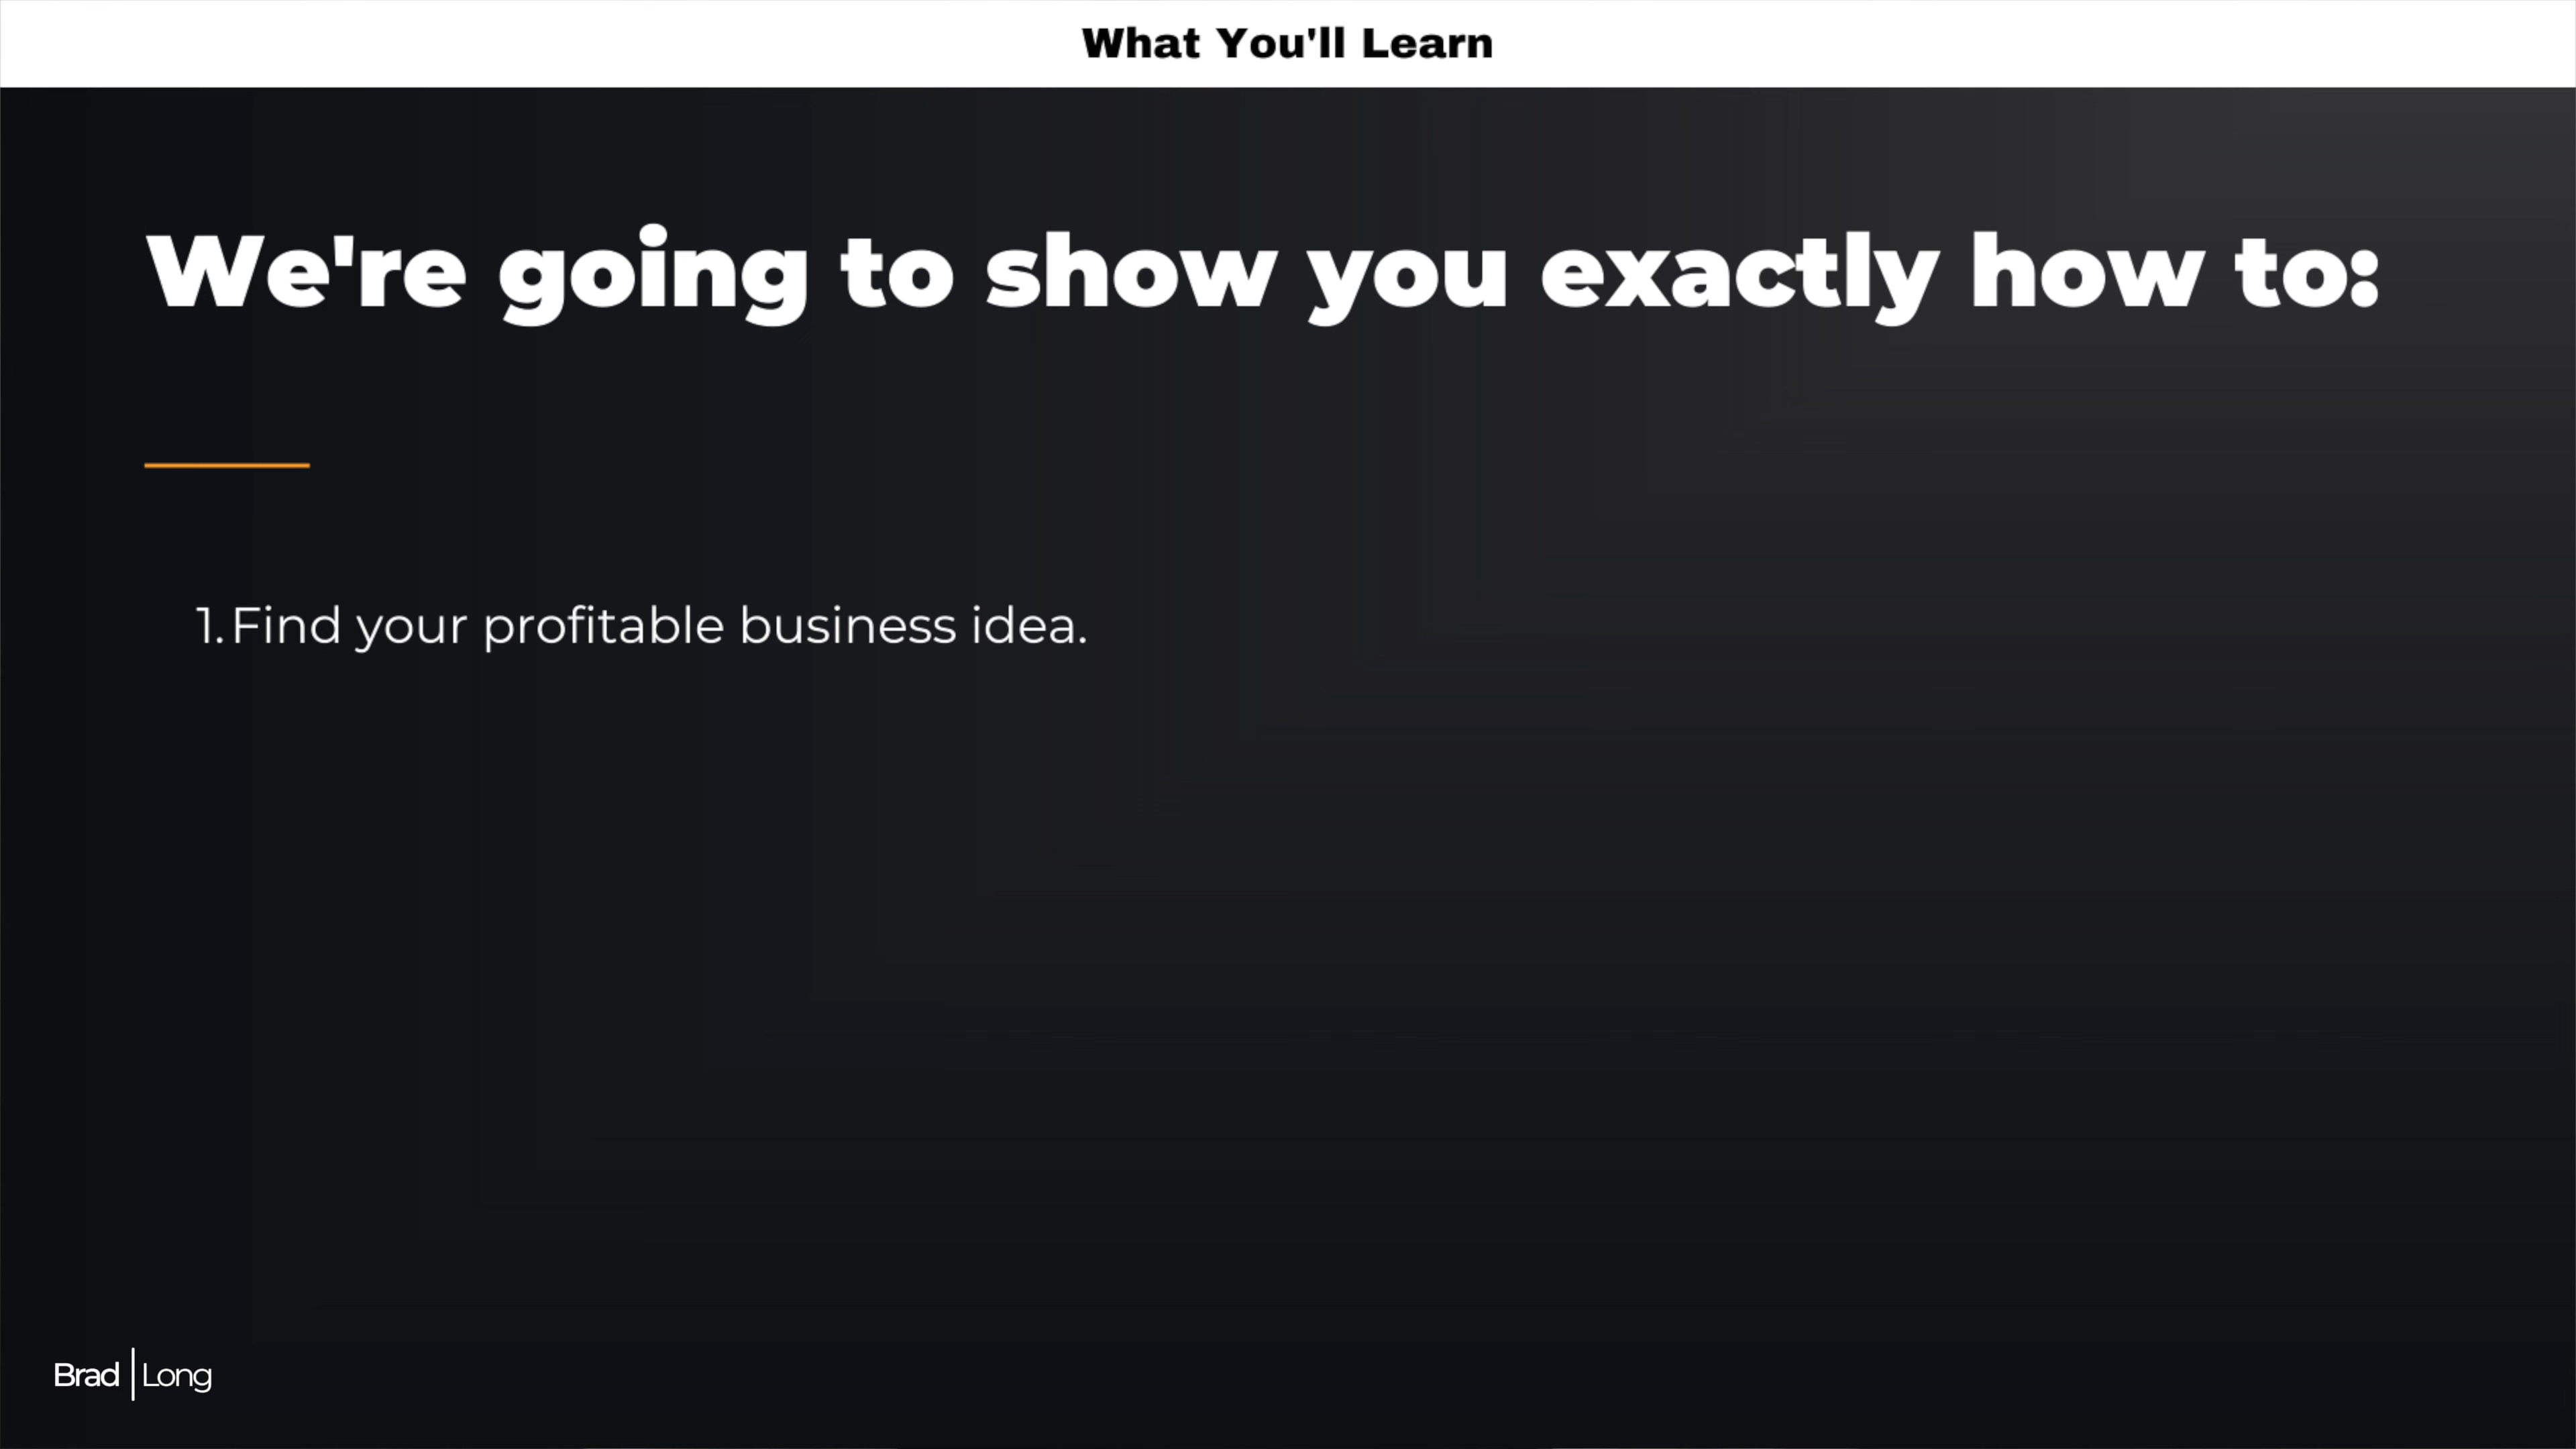 What You'll Learn
We're going to show you exactly how to:
1. Find your profitable business idea.
Brad | Long